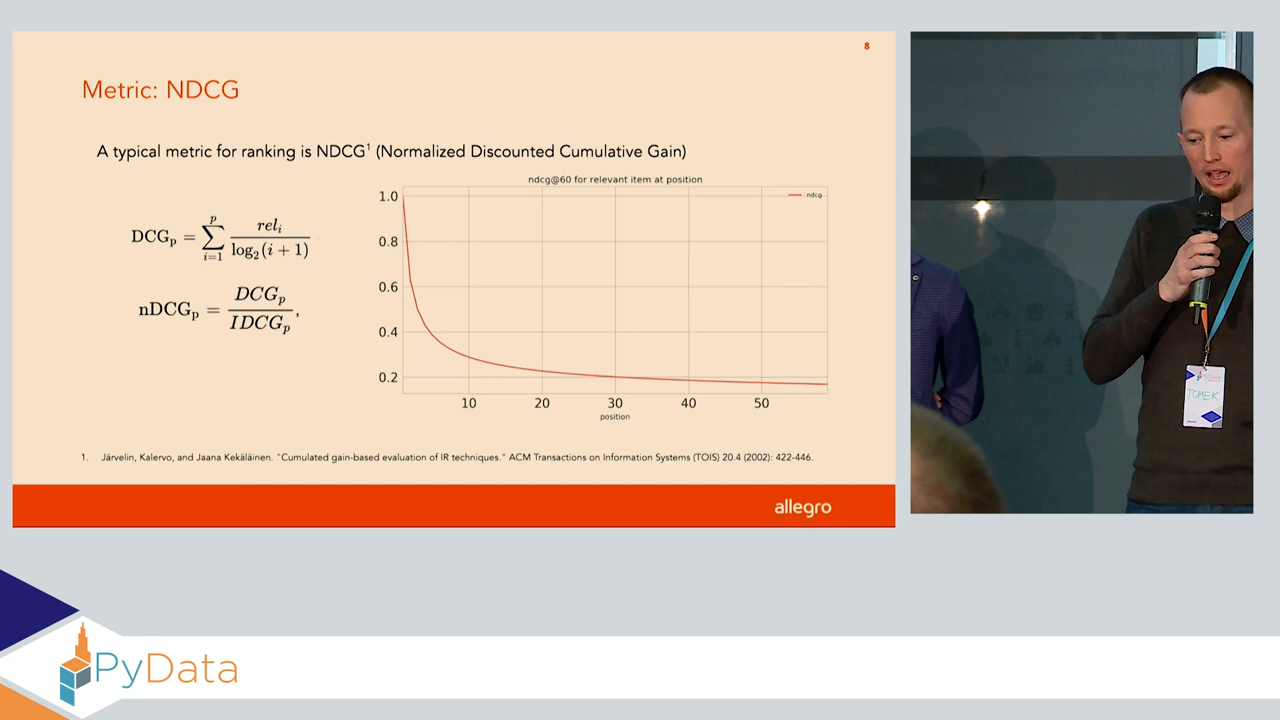 8
Metric: NDCG
A typical metric for ranking is NDCG¹ (Normalized Discounted Cumulative Gain)
DCGₚ = ∑ᵢ₌₁ᵖ relᵢ / log₂(i + 1)
nDCGₚ = DCGₚ / IDCGₚ,
ndcg@60 for relevant item at position
ndcg
1.0
0.8
0.6
0.4
0.2
10 20 30 40 50
position
1. Järvelin, Kalervo, and Jaana Kekäläinen. "Cumulated gain-based evaluation of IR techniques." ACM Transactions on Information Systems (TOIS) 20.4 (2002): 422-446.
allegro
TOMEK
PyData